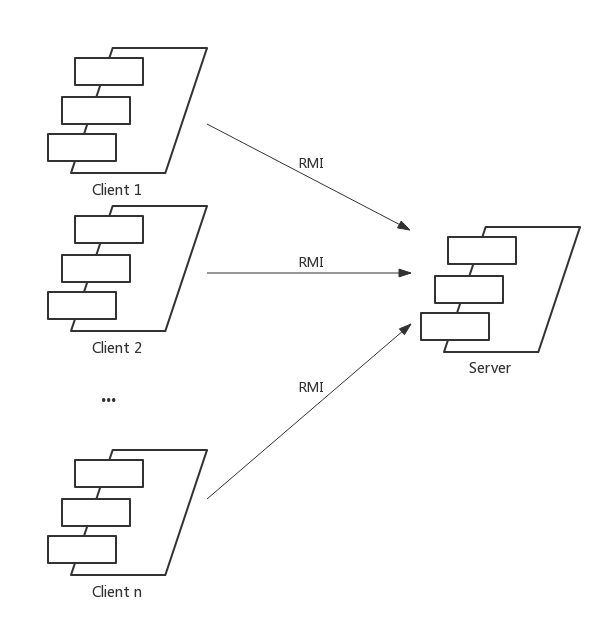 RMI
Client 1
RMI
Client 2
Server
RMI
...
Client n